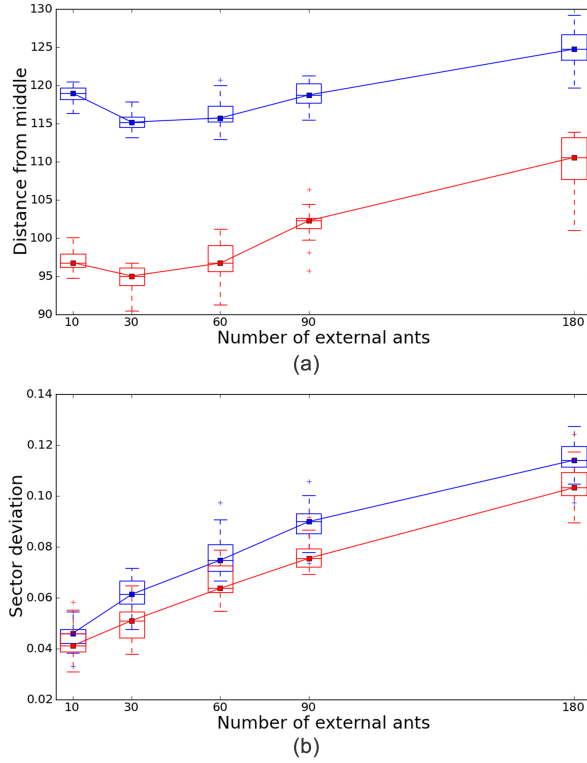 130
125
120
115
110
105
100
95
90
Distance from middle
10 30 60 90 180
Number of external ants
(a)
0.14
0.12
0.10
0.08
0.06
0.04
0.02
Sector deviation
10 30 60 90 180
Number of external ants
(b)